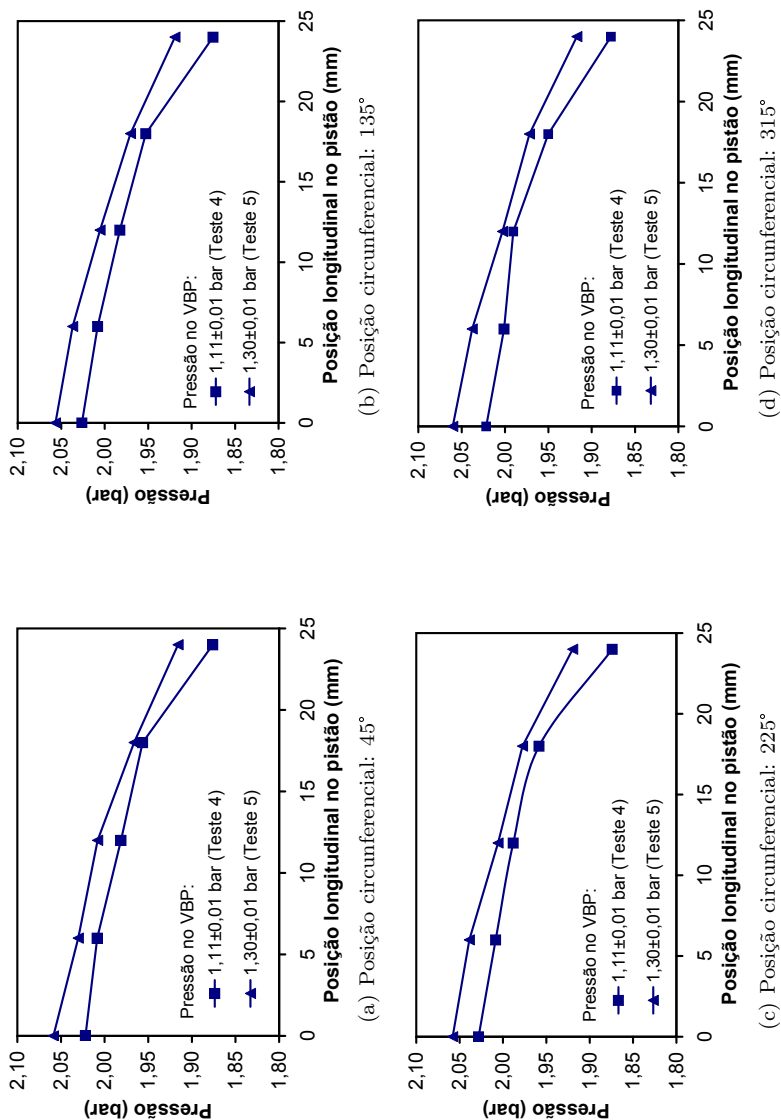 2,10
2,05
2,00
1,95
1,90
1,85
1,80
Pressão (bar)
Pressão no VBP:
1,11±0,01 bar (Teste 4)
1,30±0,01 bar (Teste 5)
0 5 10 15 20 25
Posição longitudinal no pistão (mm)
(a) Posição circunferencial: 45°
2,10
2,05
2,00
1,95
1,90
1,85
1,80
Pressão (bar)
Pressão no VBP:
1,11±0,01 bar (Teste 4)
1,30±0,01 bar (Teste 5)
0 5 10 15 20 25
Posição longitudinal no pistão (mm)
(b) Posição circunferencial: 135°
2,10
2,05
2,00
1,95
1,90
1,85
1,80
Pressão (bar)
Pressão no VBP:
1,11±0,01 bar (Teste 4)
1,30±0,01 bar (Teste 5)
0 5 10 15 20 25
Posição longitudinal no pistão (mm)
(c) Posição circunferencial: 225°
2,10
2,05
2,00
1,95
1,90
1,85
1,80
Pressão (bar)
Pressão no VBP:
1,11±0,01 bar (Teste 4)
1,30±0,01 bar (Teste 5)
0 5 10 15 20 25
Posição longitudinal no pistão (mm)
(d) Posição circunferencial: 315°